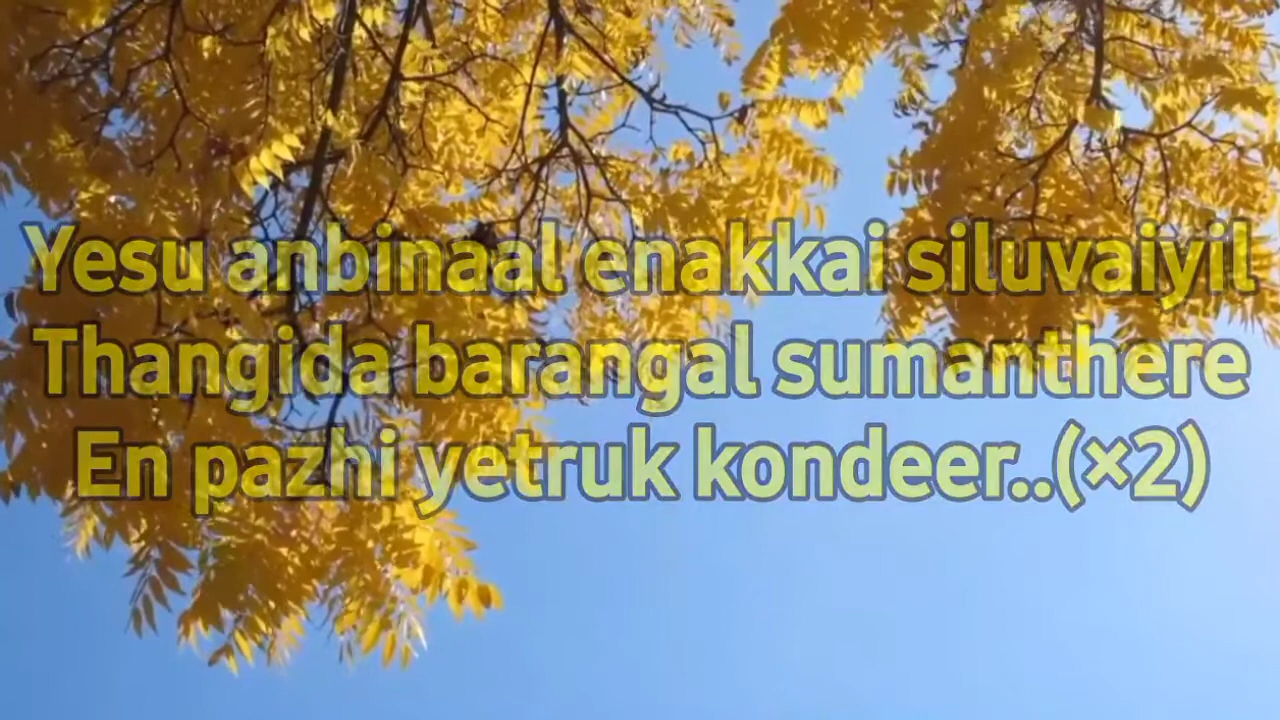 Yesu anbinaal enakkai siluvaiyil
Thangida barangal sumanthere
En pazhi yetruk kondeer..(×2)